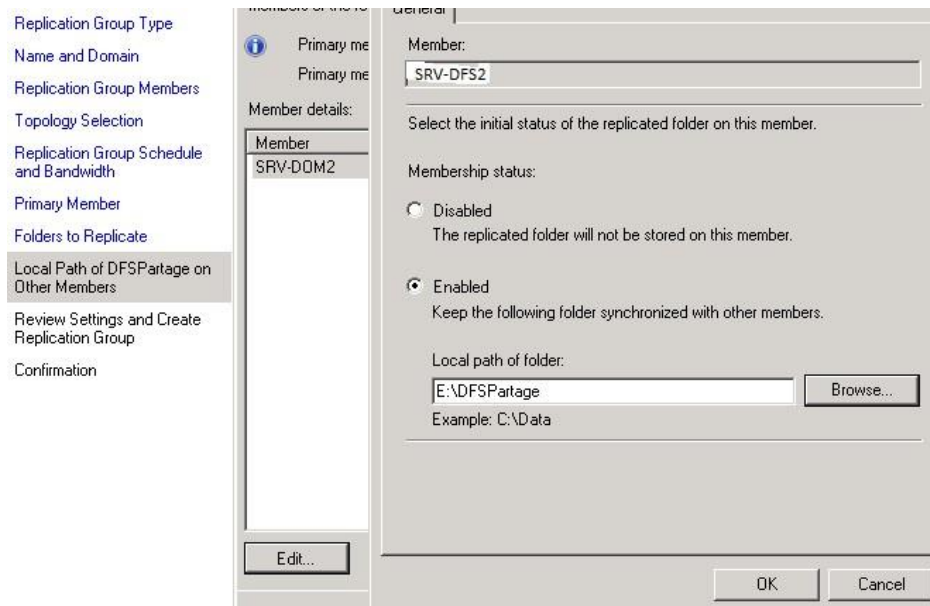 Replication Group Type
Name and Domain
Replication Group Members
Topology Selection
Replication Group Schedule
and Bandwidth
Primary Member
Folders to Replicate
Local Path of DFSPartage on
Other Members
Review Settings and Create
Replication Group
Confirmation
Primary me
Primary me
Member details:
Member
SRV-DOM2
Edit...
General
Member:
SRV-DFS2
Select the initial status of the replicated folder on this member.
Membership status:
Disabled
The replicated folder will not be stored on this member.
Enabled
Keep the following folder synchronized with other members.
Local path of folder:
E:\DFSPartage
Browse...
Example: C:\Data
OK
Cancel